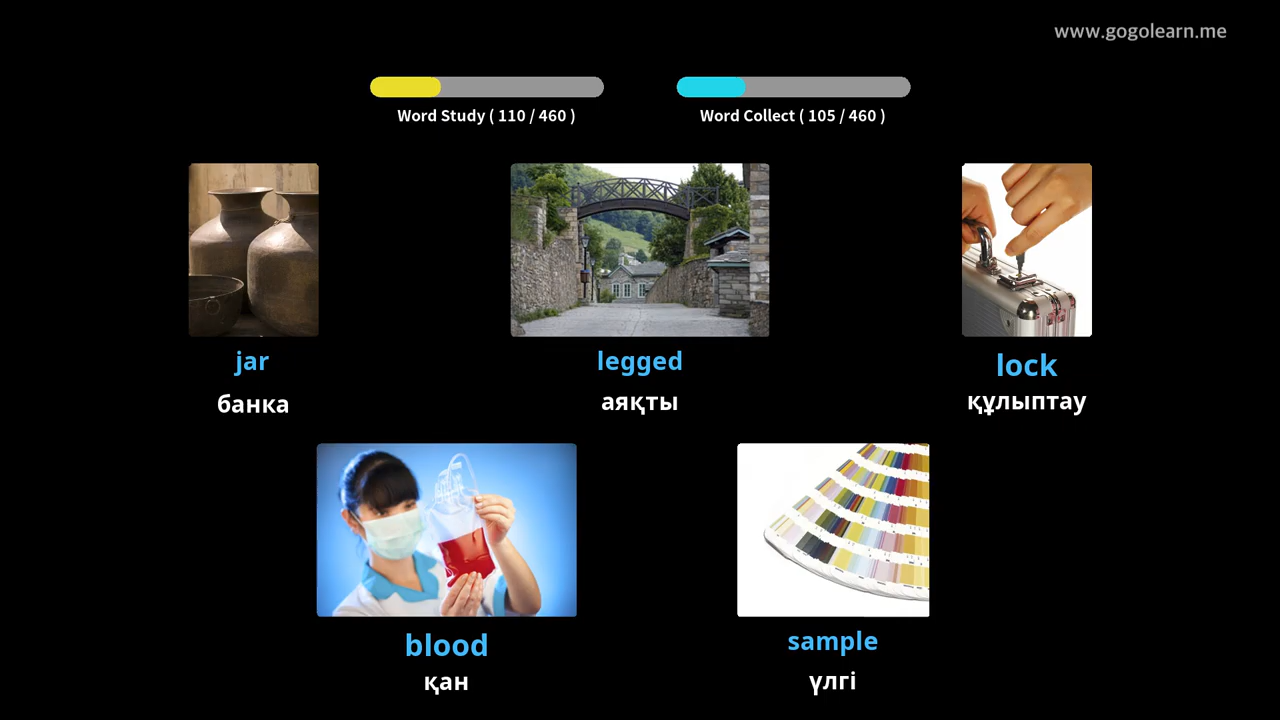 www.gogolearn.me
Word Study ( 110 / 460 )
Word Collect ( 105 / 460 )
jar
банка
legged
аяқты
lock
құлыптау
blood
қан
sample
үлгі